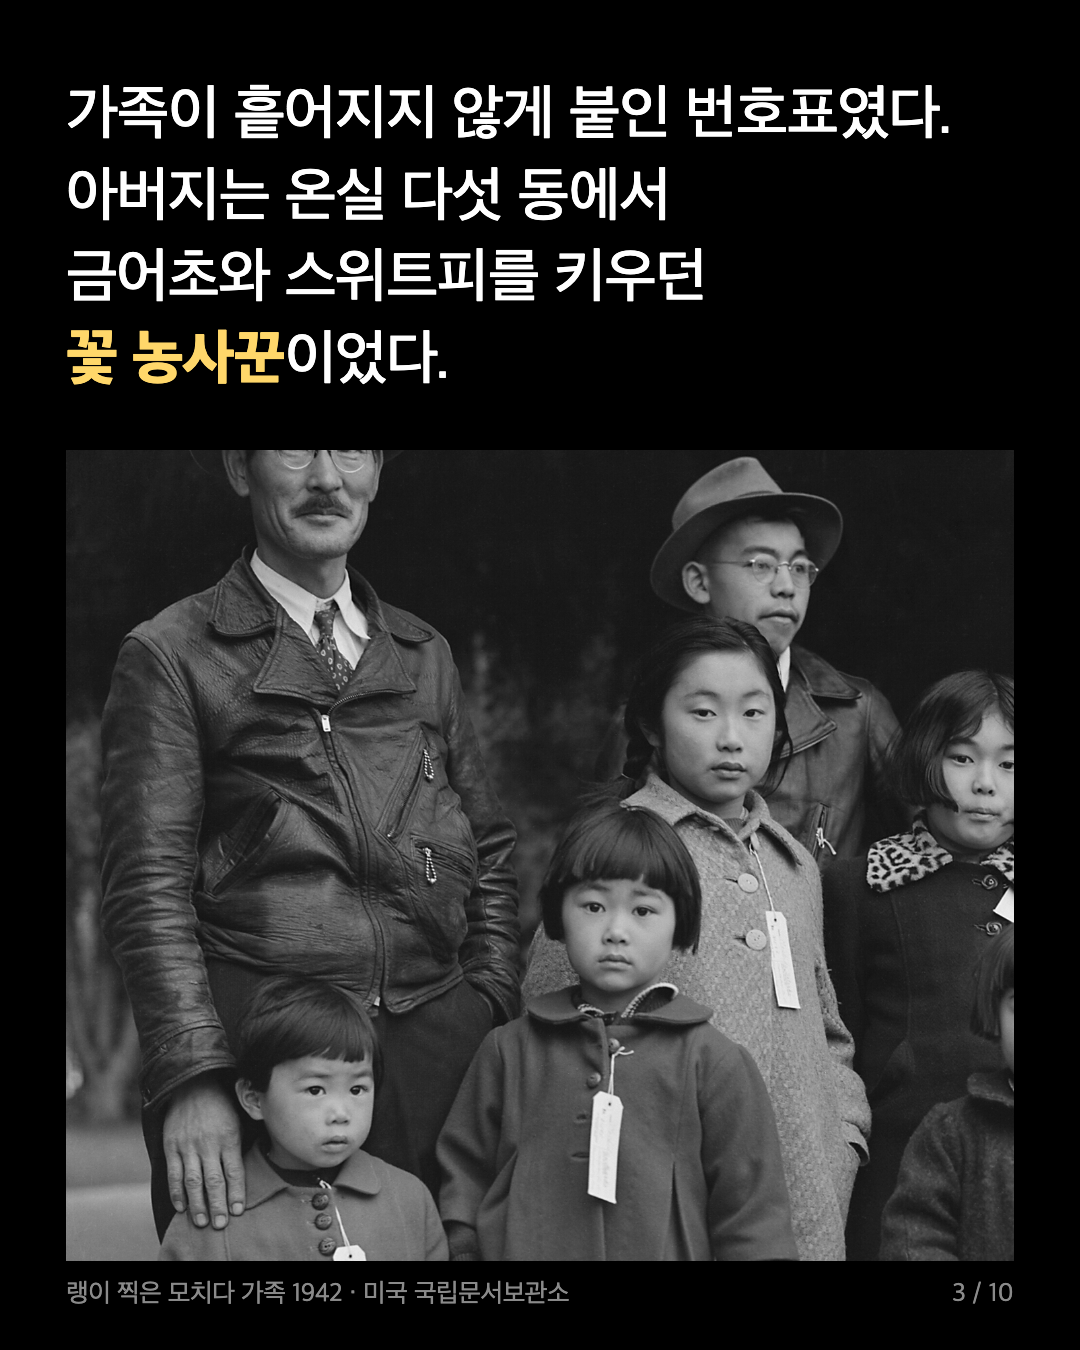 가족이 흩어지지 않게 붙인 번호표였다.
아버지는 온실 다섯 동에서
금어초와 스위트피를 키우던
꽃 농사꾼이었다.
랭이 찍은 모치다 가족 1942 · 미국 국립문서보관소
3 / 10